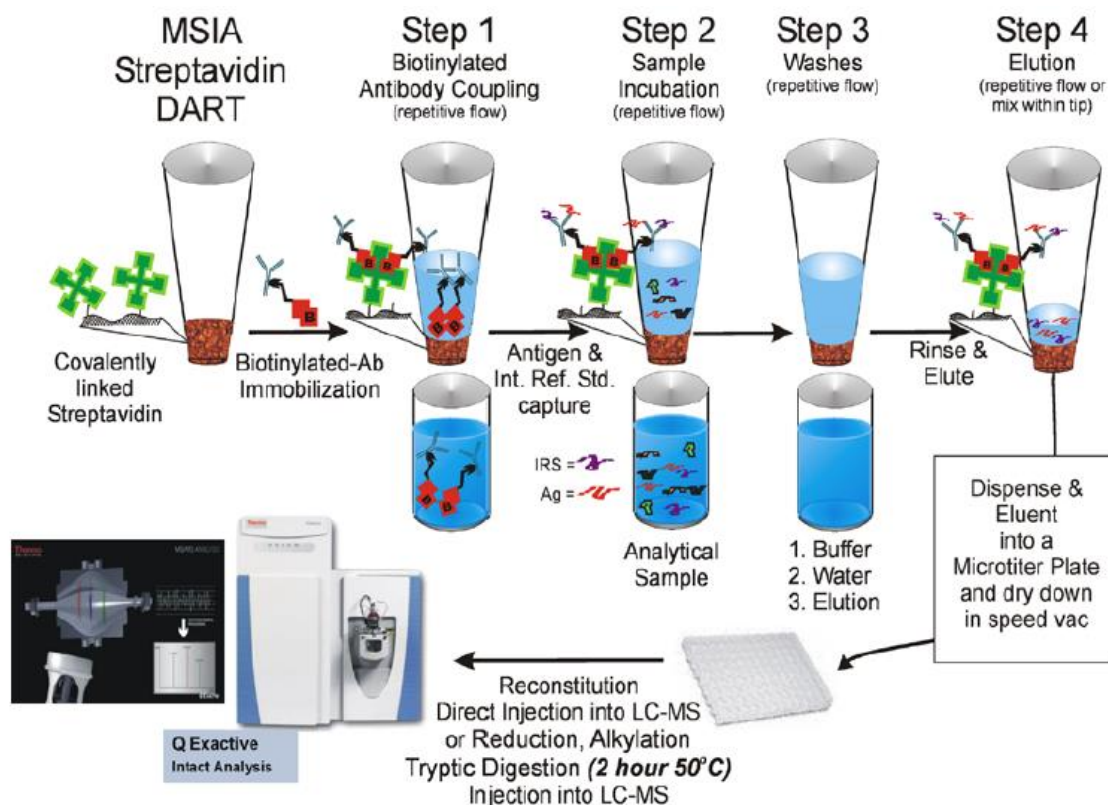 MSIA
Streptavidin
DART
Step 1
Biotinylated
Antibody Coupling
(repetitive flow)
Step 2
Sample
Incubation
(repetitive flow)
Step 3
Washes
(repetitive flow)
Step 4
Elution
(repetitive flow or
mix within tip)
B B
B
B B
B B
B B
Covalently
linked
Streptavidin
Biotinylated-Ab
Immobilization
Antigen &
Int. Ref. Std.
capture
Rinse &
Elute
B B
IRS =
Ag =
Analytical
Sample
1. Buffer
2. Water
3. Elution
Dispense &
Eluent
into a
Microtiter Plate
and dry down
in speed vac
Reconstitution
Direct Injection into LC-MS
or Reduction, Alkylation
Tryptic Digestion (2 hour 50°C)
Injection into LC-MS
Q Exactive
Intact Analysis